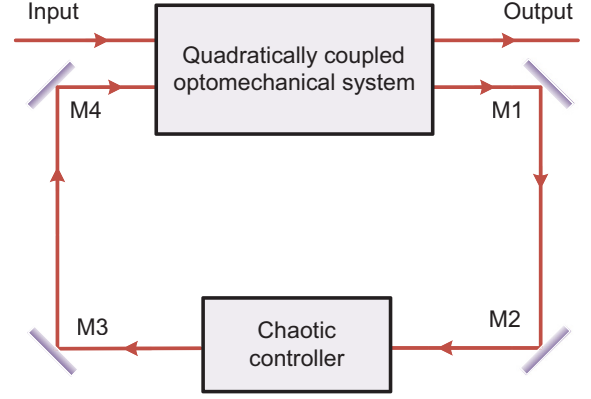 Input
Output
Quadratically coupled
optomechanical system
M4
M1
M3
M2
Chaotic
controller